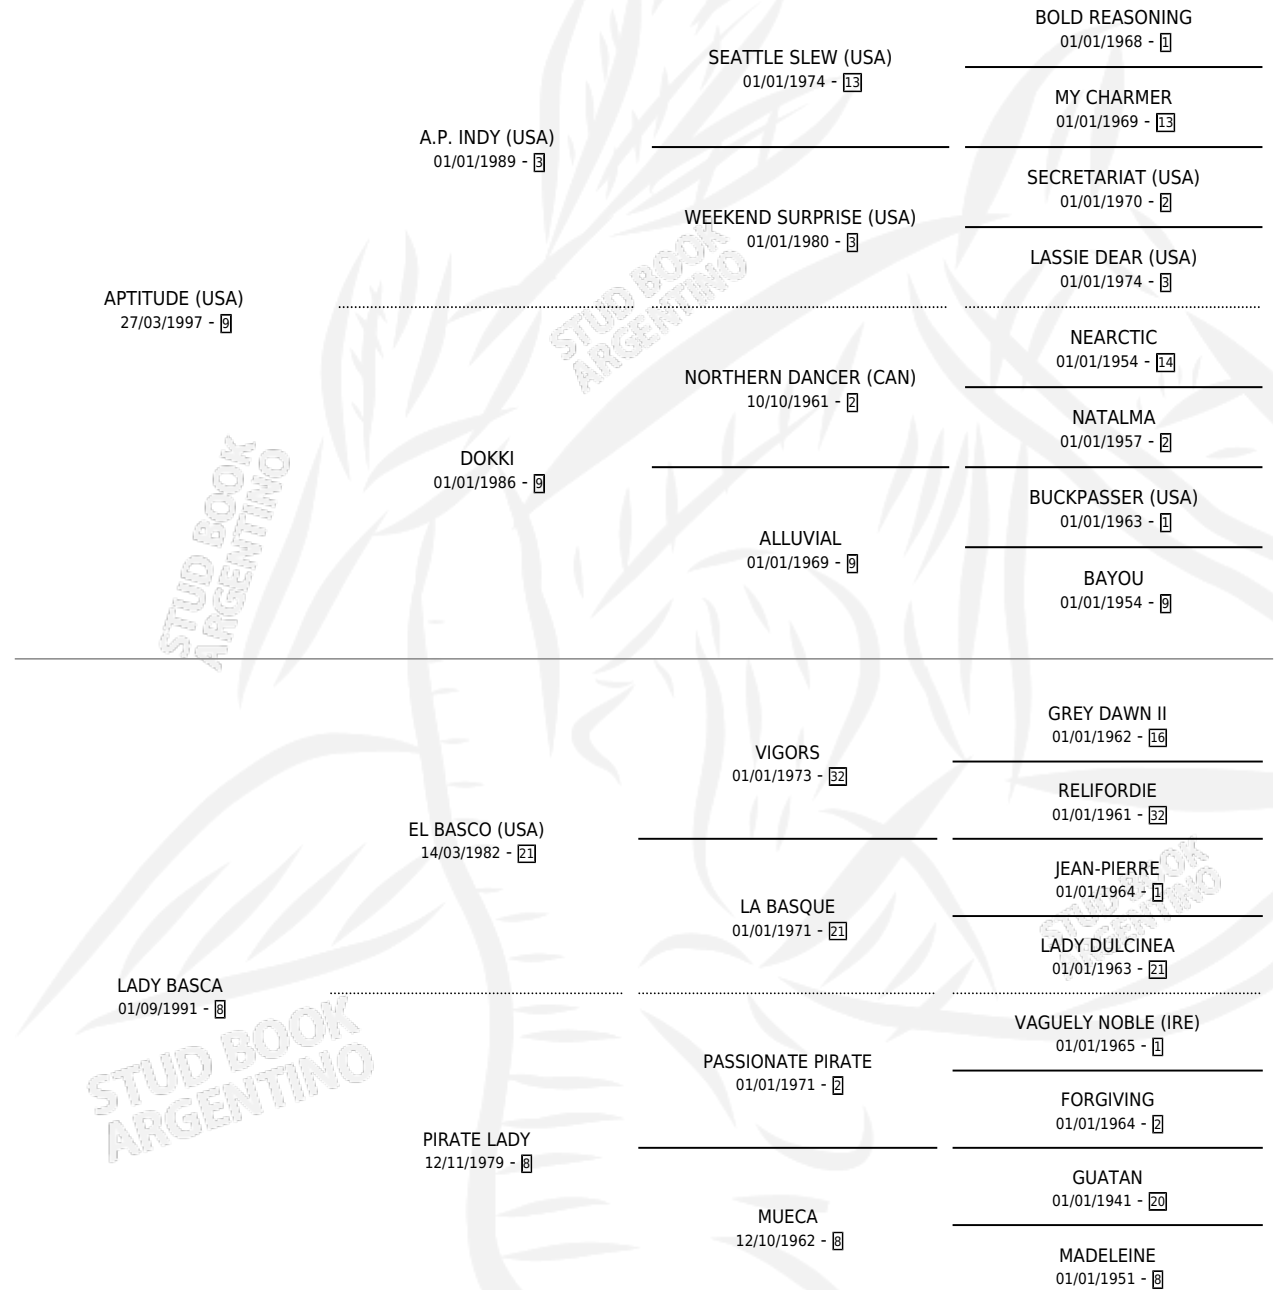 BOLD REASONING
01/01/1968 - 1
SEATTLE SLEW (USA)
01/01/1974 - 13
MY CHARMER
01/01/1969 - 13
A.P. INDY (USA)
01/01/1989 - 3
SECRETARIAT (USA)
01/01/1970 - 2
WEEKEND SURPRISE (USA)
01/01/1980 - 3
LASSIE DEAR (USA)
01/01/1974 - 3
APTITUDE (USA)
27/03/1997 - 9
STUD BOOK
ARGENTINO
NEARCTIC
01/01/1954 - 14
NORTHERN DANCER (CAN)
10/10/1961 - 2
NATALMA
01/01/1957 - 2
DOKKI
01/01/1986 - 9
BUCKPASSER (USA)
01/01/1963 - 1
ALLUVIAL
01/01/1969 - 9
BAYOU
01/01/1954 - 9
STUD BOOK
ARGENTINO
GREY DAWN II
01/01/1962 - 16
VIGORS
01/01/1973 - 32
RELIFORDIE
01/01/1961 - 32
EL BASCO (USA)
14/03/1982 - 21
JEAN-PIERRE
01/01/1964 - 1
LA BASQUE
01/01/1971 - 21
LADY DULCINEA
01/01/1963 - 21
STUD BOOK
ARGENTINO
LADY BASCA
01/09/1991 - 8
VAGUELY NOBLE (IRE)
01/01/1965 - 1
PASSIONATE PIRATE
01/01/1971 - 2
FORGIVING
01/01/1964 - 2
STUD BOOK
ARGENTINO
PIRATE LADY
12/11/1979 - 8
GUATAN
01/01/1941 - 20
MUECA
12/10/1962 - 8
MADELEINE
01/01/1951 - 8